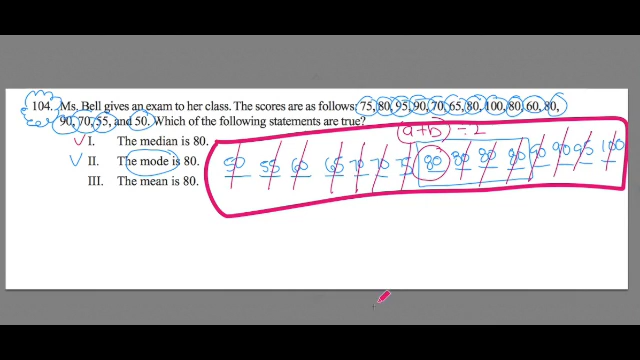 104. Ms. Bell gives an exam to her class. The scores are as follows: 75, 80, 95, 90, 70, 65, 80, 100, 80, 60, 80,
90, 70, 55, and 50. Which of the following statements are true?
(a+b) ÷ 2
I. The median is 80.
II. The mode is 80.
III. The mean is 80.
50 55 60 65 70 70 75 80 80 80 80 90 90 95 100